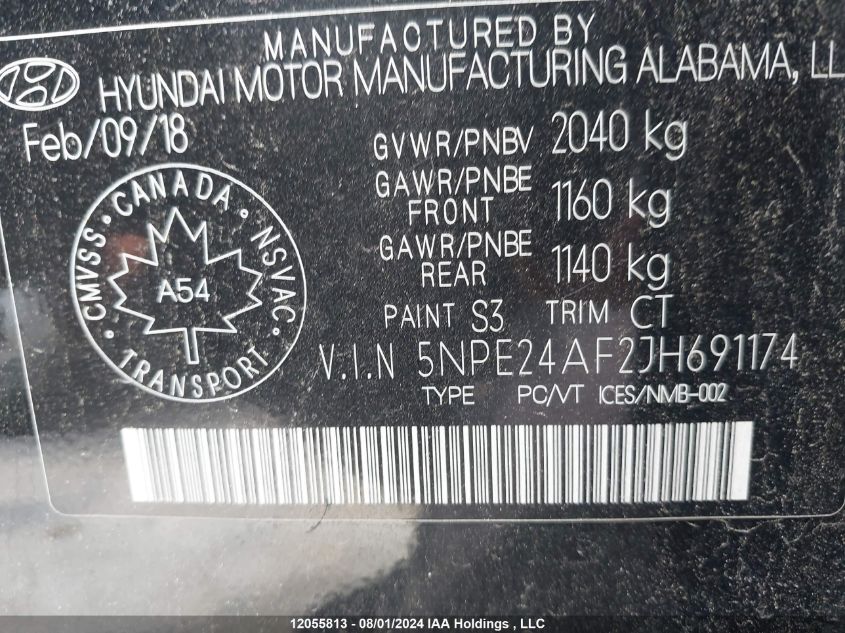 MANUFACTURED BY
HYUNDAI MOTOR MANUFACTURING ALABAMA, LL
Feb/09/18
GVWR/PNBV 2040 kg
GAWR/PNBE FRONT 1160 kg
GAWR/PNBE REAR 1140 kg
PAINT S3 TRIM CT
V.I.N 5NPE24AF2JH691174
TYPE PC/VT ICES/NMB-002
CMVSS · CANADA · NSVAC · TRANSPORT ·
A54
12055813 - 08/01/2024 IAA Holdings , LLC